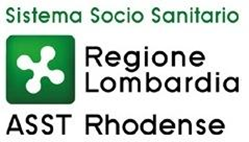 Sistema Socio Sanitario
Regione
Lombardia
ASST Rhodense